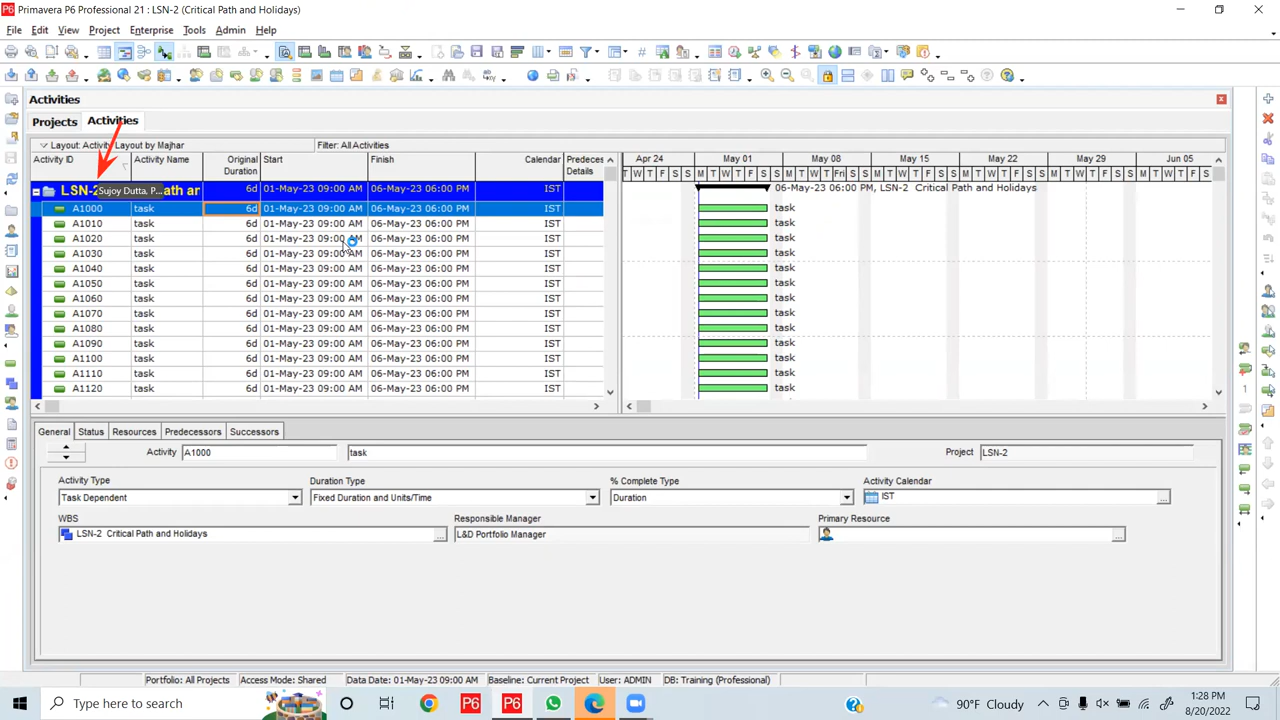 Primavera P6 Professional 21 : LSN-2 (Critical Path and Holidays)
File Edit View Project Enterprise Tools Admin Help
Activities
Projects Activities
Layout: Activity Layout by Majhar Filter: All Activities
Activity ID Activity Name Original Duration Start Finish Calendar Predeces Details
Apr 24 May 01 May 08 May 15 May 22 May 29 Jun 05
T W T F S S M T W T F S S M T W T Fri S S M T W T F S S M T W T F S S M T W T F S S M T W T F S S
LSN-2 Sujoy Dutta, P... ath an 6d 01-May-23 09:00 AM 06-May-23 06:00 PM IST 06-May-23 06:00 PM, LSN-2 Critical Path and Holidays
A1000 task 6d 01-May-23 09:00 AM 06-May-23 06:00 PM IST task
A1010 task 6d 01-May-23 09:00 AM 06-May-23 06:00 PM IST task
A1020 task 6d 01-May-23 09:00 AM 06-May-23 06:00 PM IST task
A1030 task 6d 01-May-23 09:00 AM 06-May-23 06:00 PM IST task
A1040 task 6d 01-May-23 09:00 AM 06-May-23 06:00 PM IST task
A1050 task 6d 01-May-23 09:00 AM 06-May-23 06:00 PM IST task
A1060 task 6d 01-May-23 09:00 AM 06-May-23 06:00 PM IST task
A1070 task 6d 01-May-23 09:00 AM 06-May-23 06:00 PM IST task
A1080 task 6d 01-May-23 09:00 AM 06-May-23 06:00 PM IST task
A1090 task 6d 01-May-23 09:00 AM 06-May-23 06:00 PM IST task
A1100 task 6d 01-May-23 09:00 AM 06-May-23 06:00 PM IST task
A1110 task 6d 01-May-23 09:00 AM 06-May-23 06:00 PM IST task
A1120 task 6d 01-May-23 09:00 AM 06-May-23 06:00 PM IST task
General Status Resources Predecessors Successors
Activity A1000 task Project LSN-2
Activity Type Duration Type % Complete Type Activity Calendar
Task Dependent Fixed Duration and Units/Time Duration IST
WBS Responsible Manager Primary Resource
LSN-2 Critical Path and Holidays L&D Portfolio Manager
Portfolio: All Projects Access Mode: Shared Data Date: 01-May-23 09:00 AM Baseline: Current Project User: ADMIN DB: Training (Professional)
Type here to search 90°F Cloudy 1:28 PM
8/20/2022